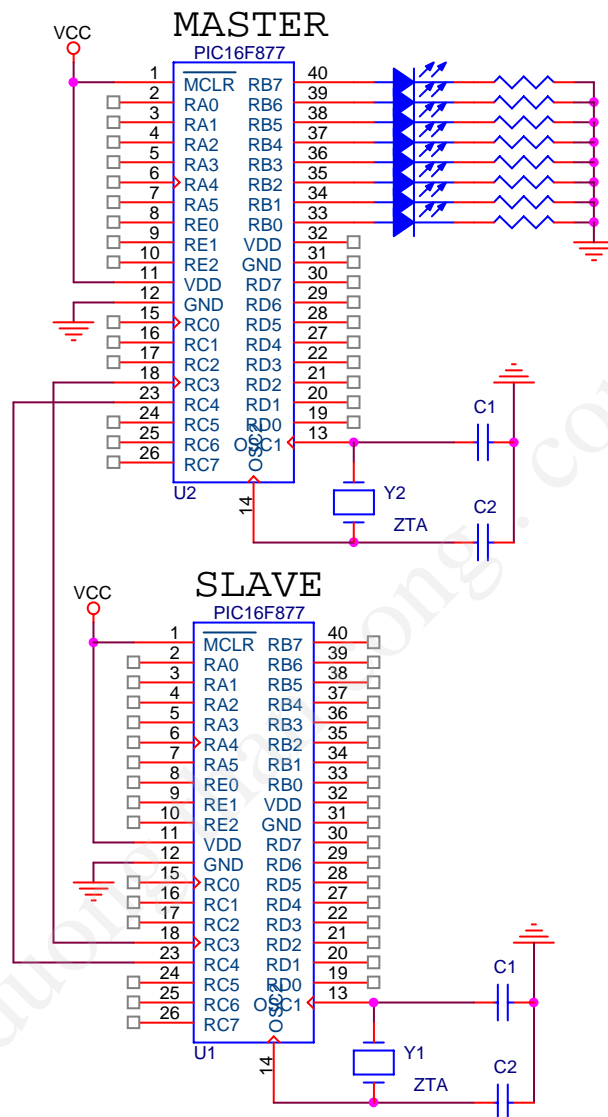 MASTER
VCC
PIC16F877
1 MCLR RB7 40
2 RA0 RB6 39
3 RA1 RB5 38
4 RA2 RB4 37
5 RA3 RB3 36
6 RA4 RB2 35
7 RA5 RB1 34
8 RE0 RB0 33
9 RE1 VDD 32
10 RE2 GND 31
11 VDD RD7 30
12 GND RD6 29
15 RC0 RD5 28
16 RC1 RD4 27
17 RC2 RD3 22
18 RC3 RD2 21
23 RC4 RD1 20
24 RC5 RD0 19
25 RC6 OSC1 13
26 RC7
OSC2
14
U2
C1
Y2
C2
ZTA
SLAVE
VCC
PIC16F877
1 MCLR RB7 40
2 RA0 RB6 39
3 RA1 RB5 38
4 RA2 RB4 37
5 RA3 RB3 36
6 RA4 RB2 35
7 RA5 RB1 34
8 RE0 RB0 33
9 RE1 VDD 32
10 RE2 GND 31
11 VDD RD7 30
12 GND RD6 29
15 RC0 RD5 28
16 RC1 RD4 27
17 RC2 RD3 22
18 RC3 RD2 21
23 RC4 RD1 20
24 RC5 RD0 19
25 RC6 OSC1 13
26 RC7
OSC2
14
U1
C1
Y1
C2
ZTA
duong than cong . co